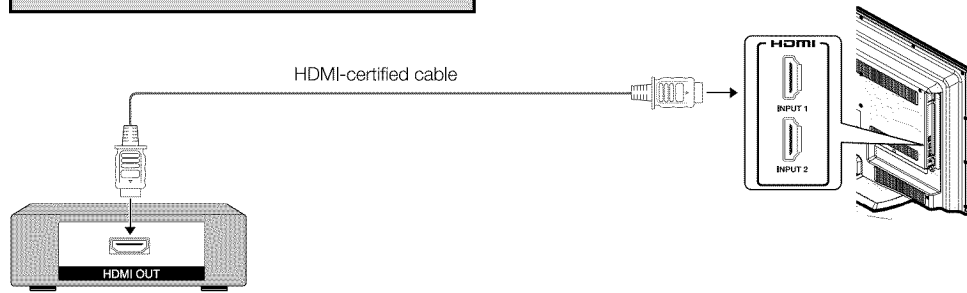 HDMI-certified cable
HDMI
INPUT 1
INPUT 2
HDMI OUT